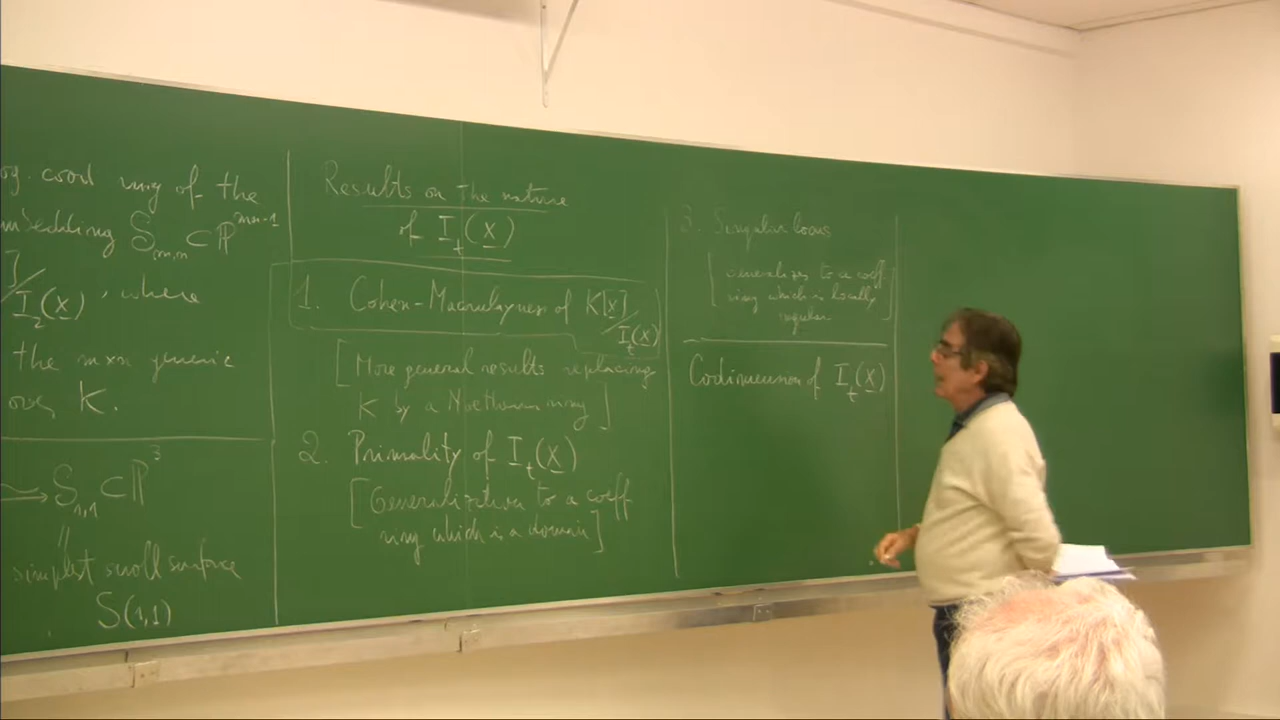 og. coord ring of the
mbedding S_{m,n} ⊂ ℙ^{mn-1}
]/I_2(X), where
the m×n generic
over K.
S_{1,1} ⊂ ℙ^3
||
simplest scroll surface
S(1,1)
Results on the nature
of I_t(X)
1. Cohen-Macaulayness of K[X]/I_t(X)
[More general results replacing
K by a Noetherian ring]
2. Primality of I_t(X)
[Generalization to a coeff
ring which is a domain]
3. Singular locus
[generalizes to a coeff
ring which is locally
regular]
Codimension of I_t(X)